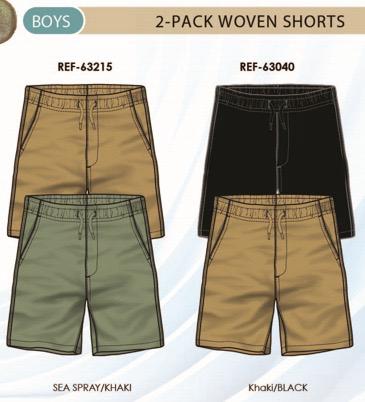 BOYS
2-PACK WOVEN SHORTS
REF-63215
REF-63040
SEA SPRAY/KHAKI
Khaki/BLACK